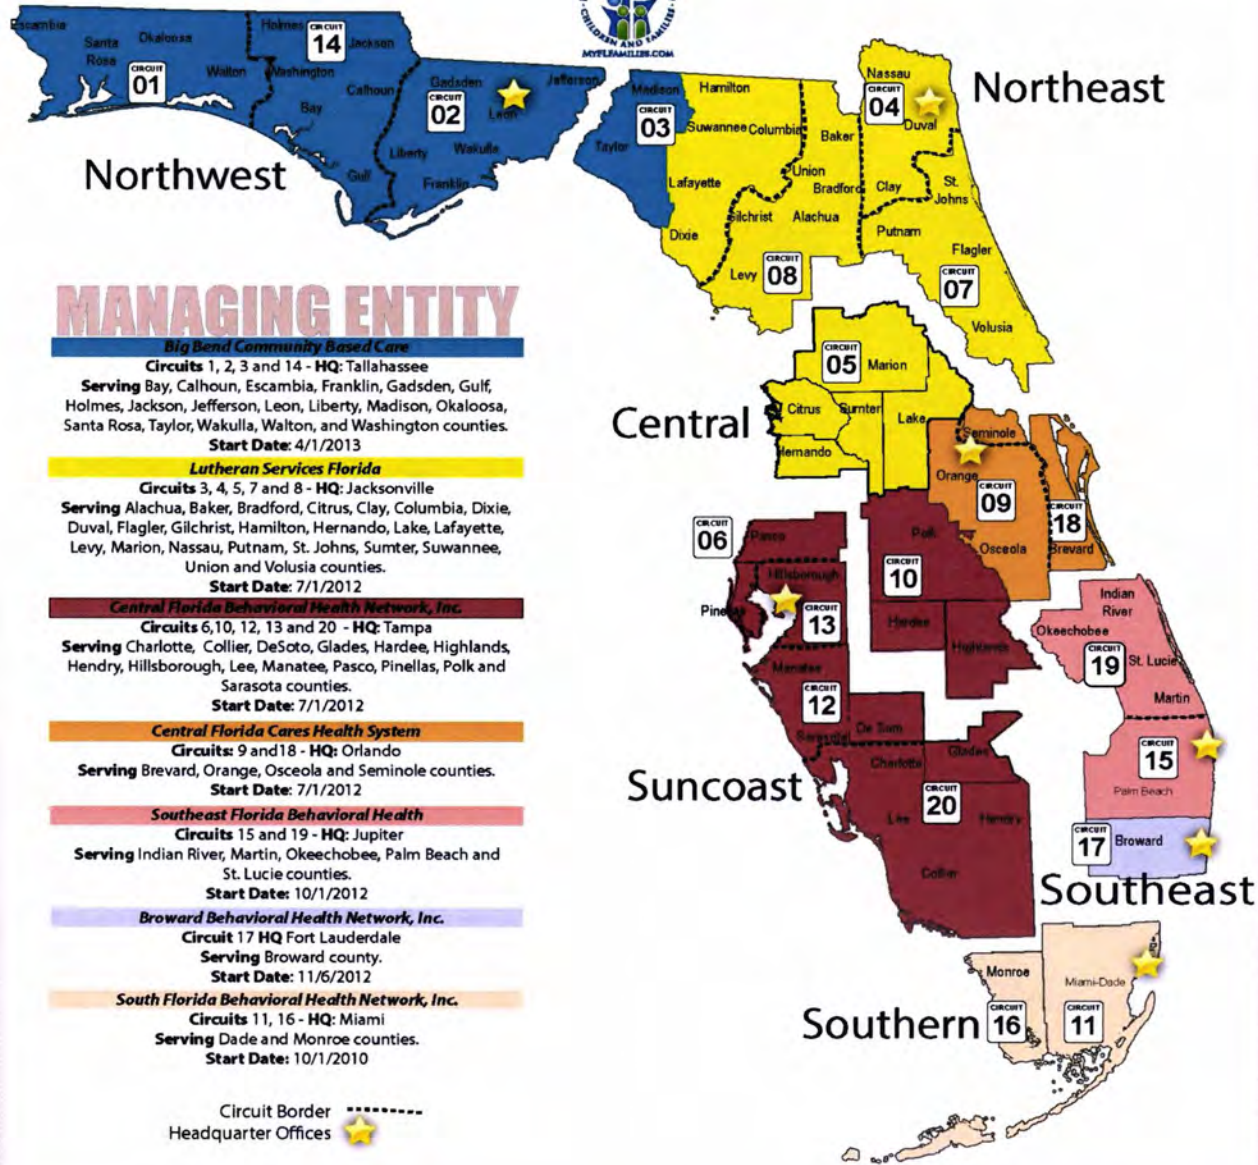 CHILDREN AND FAMILIES
MYFLFAMILIES.COM
Escambia
Santa
Rosa
Okaloosa
Walton
CIRCUIT
01
Holmes
CIRCUIT
14
Jackson
Washington
Calhoun
Bay
Gulf
Gadsden
CIRCUIT
02
Leon
Jefferson
Liberty
Wakulla
Franklin
Northwest
Madison
CIRCUIT
03
Taylor
Hamilton
Suwannee
Columbia
Lafayette
Dixie
Baker
Union
Bradford
Gilchrist
Alachua
Levy
CIRCUIT
08
Nassau
CIRCUIT
04
Duval
Clay
St.
Johns
Putnam
Flagler
CIRCUIT
07
Volusia
Northeast
MANAGING ENTITY
Big Bend Community Based Care
Circuits 1, 2, 3 and 14 - HQ: Tallahassee
Serving Bay, Calhoun, Escambia, Franklin, Gadsden, Gulf,
Holmes, Jackson, Jefferson, Leon, Liberty, Madison, Okaloosa,
Santa Rosa, Taylor, Wakulla, Walton, and Washington counties.
Start Date: 4/1/2013
Lutheran Services Florida
Circuits 3, 4, 5, 7 and 8 - HQ: Jacksonville
Serving Alachua, Baker, Bradford, Citrus, Clay, Columbia, Dixie,
Duval, Flagler, Gilchrist, Hamilton, Hernando, Lake, Lafayette,
Levy, Marion, Nassau, Putnam, St. Johns, Sumter, Suwannee,
Union and Volusia counties.
Start Date: 7/1/2012
Central Florida Behavioral Health Network, Inc.
Circuits 6,10, 12, 13 and 20 - HQ: Tampa
Serving Charlotte, Collier, DeSoto, Glades, Hardee, Highlands,
Hendry, Hillsborough, Lee, Manatee, Pasco, Pinellas, Polk and
Sarasota counties.
Start Date: 7/1/2012
Central Florida Cares Health System
Circuits: 9 and18 - HQ: Orlando
Serving Brevard, Orange, Osceola and Seminole counties.
Start Date: 7/1/2012
Southeast Florida Behavioral Health
Circuits 15 and 19 - HQ: Jupiter
Serving Indian River, Martin, Okeechobee, Palm Beach and
St. Lucie counties.
Start Date: 10/1/2012
Broward Behavioral Health Network, Inc.
Circuit 17 HQ Fort Lauderdale
Serving Broward county.
Start Date: 11/6/2012
South Florida Behavioral Health Network, Inc.
Circuits 11, 16 - HQ: Miami
Serving Dade and Monroe counties.
Start Date: 10/1/2010
Circuit Border
Headquarter Offices
Central
CIRCUIT
05
Marion
Citrus
Sumter
Lake
Hernando
Seminole
Orange
CIRCUIT
09
Osceola
CIRCUIT
18
Brevard
CIRCUIT
06
Pasco
Pinellas
Hillsborough
CIRCUIT
13
Polk
CIRCUIT
10
Hardee
Highlands
Manatee
CIRCUIT
12
Sarasota
De Soto
Charlotte
Glades
CIRCUIT
20
Lee
Hendry
Collier
Suncoast
Indian
River
Okeechobee
CIRCUIT
19
St. Lucie
Martin
CIRCUIT
15
Palm Beach
CIRCUIT
17
Broward
Southeast
Monroe
CIRCUIT
16
Miami-Dade
CIRCUIT
11
Southern